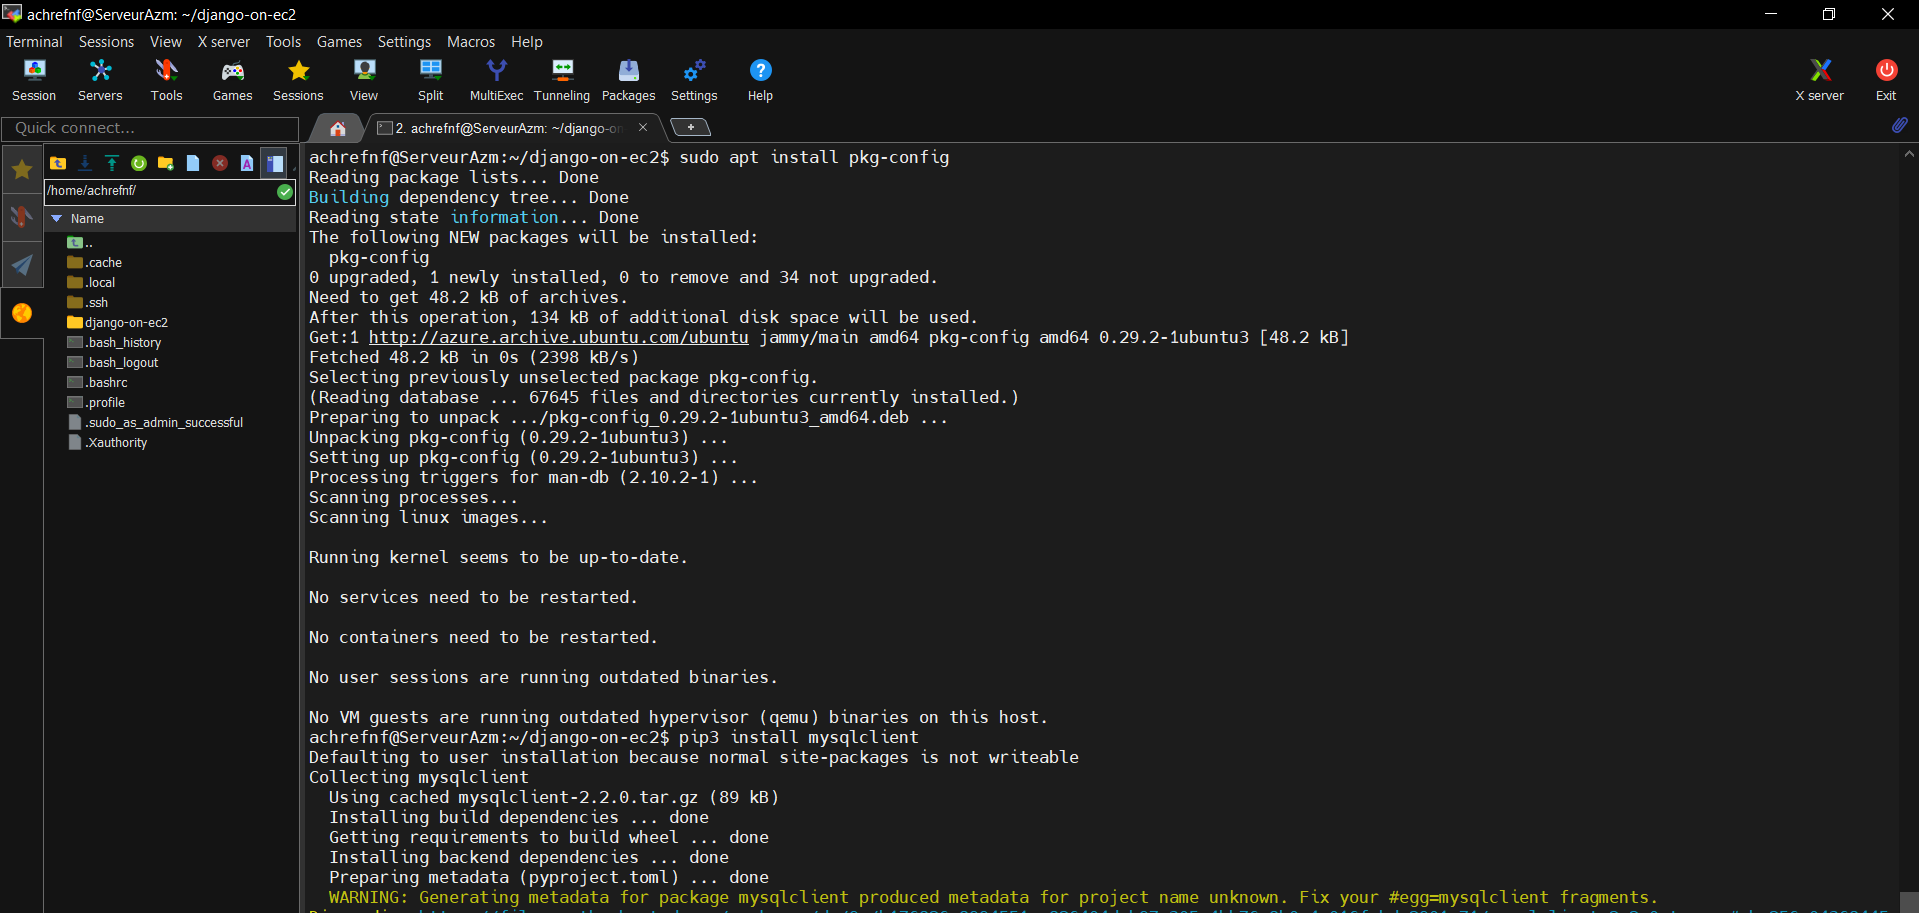 achrefnf@ServeurAzm: ~/django-on-ec2
Terminal Sessions View X server Tools Games Settings Macros Help
Session Servers Tools Games Sessions View Split MultiExec Tunneling Packages Settings Help X server Exit
Quick connect...
2. achrefnf@ServeurAzm: ~/django-on
/home/achrefnf/
Name
..
.cache
.local
.ssh
django-on-ec2
.bash_history
.bash_logout
.bashrc
.profile
.sudo_as_admin_successful
.Xauthority
achrefnf@ServeurAzm:~/django-on-ec2$ sudo apt install pkg-config
Reading package lists... Done
Building dependency tree... Done
Reading state information... Done
The following NEW packages will be installed:
pkg-config
0 upgraded, 1 newly installed, 0 to remove and 34 not upgraded.
Need to get 48.2 kB of archives.
After this operation, 134 kB of additional disk space will be used.
Get:1 http://azure.archive.ubuntu.com/ubuntu jammy/main amd64 pkg-config amd64 0.29.2-1ubuntu3 [48.2 kB]
Fetched 48.2 kB in 0s (2398 kB/s)
Selecting previously unselected package pkg-config.
(Reading database ... 67645 files and directories currently installed.)
Preparing to unpack .../pkg-config_0.29.2-1ubuntu3_amd64.deb ...
Unpacking pkg-config (0.29.2-1ubuntu3) ...
Setting up pkg-config (0.29.2-1ubuntu3) ...
Processing triggers for man-db (2.10.2-1) ...
Scanning processes...
Scanning linux images...
Running kernel seems to be up-to-date.
No services need to be restarted.
No containers need to be restarted.
No user sessions are running outdated binaries.
No VM guests are running outdated hypervisor (qemu) binaries on this host.
achrefnf@ServeurAzm:~/django-on-ec2$ pip3 install mysqlclient
Defaulting to user installation because normal site-packages is not writeable
Collecting mysqlclient
Using cached mysqlclient-2.2.0.tar.gz (89 kB)
Installing build dependencies ... done
Getting requirements to build wheel ... done
Installing backend dependencies ... done
Preparing metadata (pyproject.toml) ... done
WARNING: Generating metadata for package mysqlclient produced metadata for project name unknown. Fix your #egg=mysqlclient fragments.